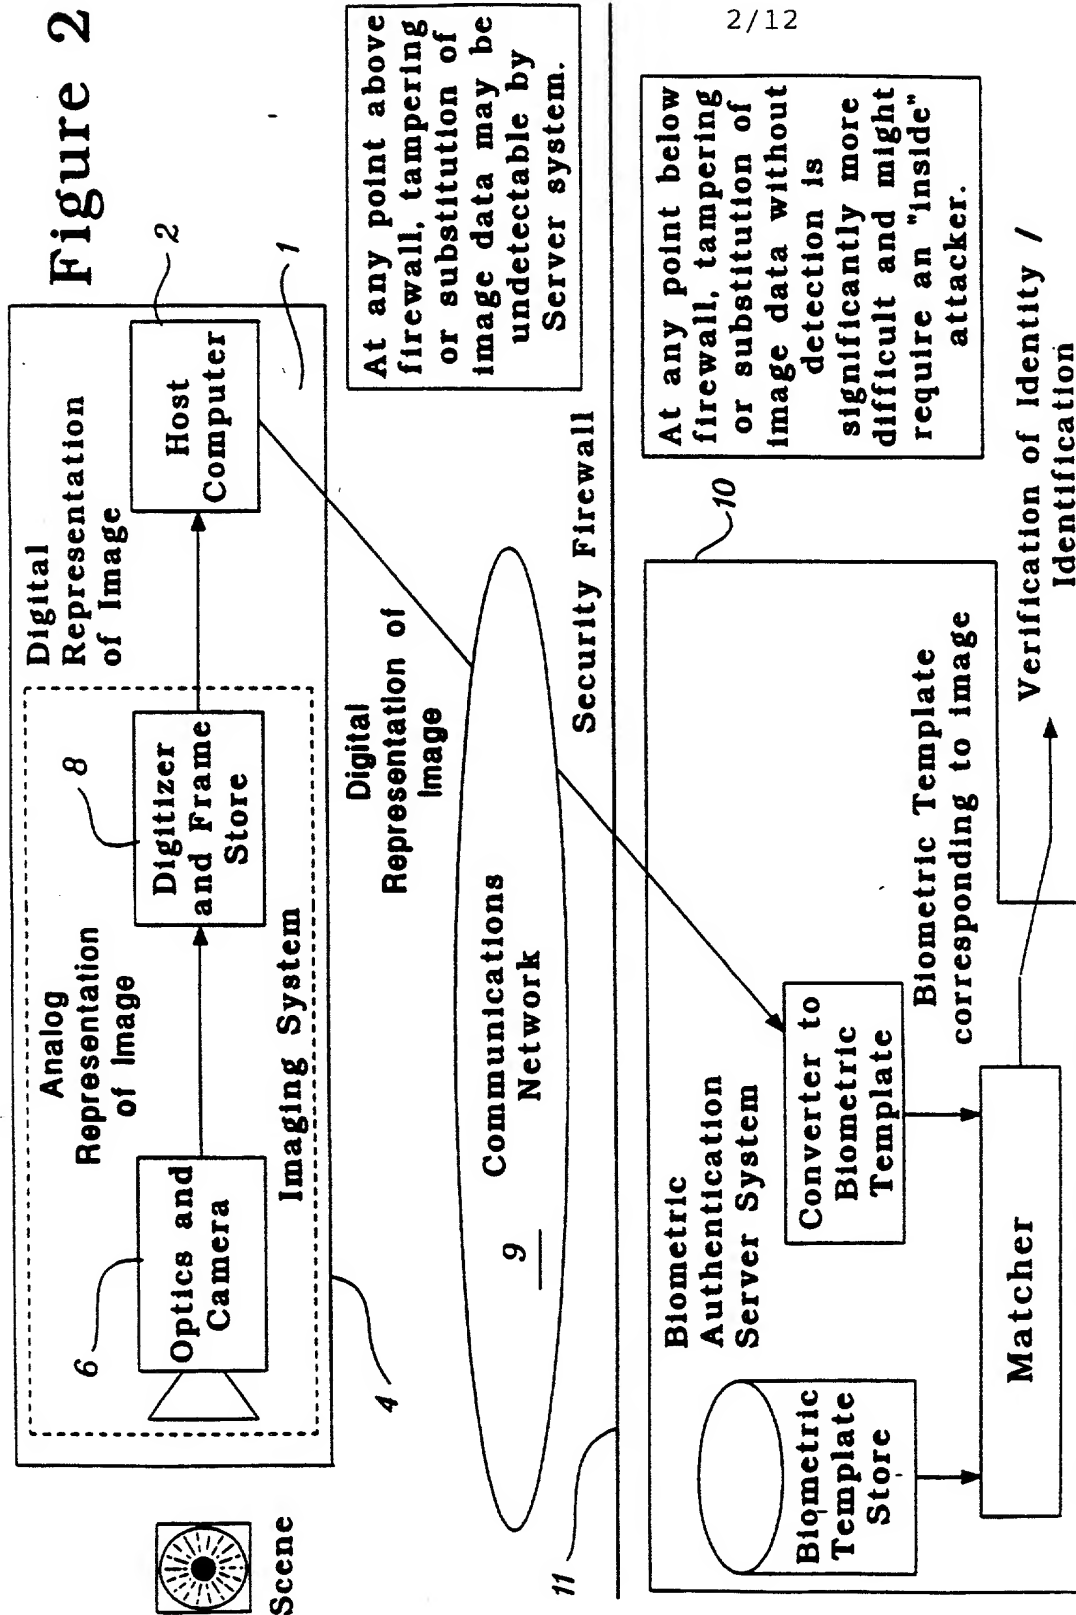 2/12
Figure 2
Scene
Analog
Representation
of Image
Digital
Representation
of Image
6
8
2
Optics and
Camera
Digitizer
and Frame
Store
Host
Computer
Imaging System
4
1
Digital
Representation of
Image
At any point above
firewall, tampering
or substitution of
image data may be
undetectable by
Server system.
Communications
Network
9
11
Security Firewall
Biometric
Authentication
Server System
10
At any point below
firewall, tampering
or substitution of
image data without
detection is
significantly more
difficult and might
require an "inside"
attacker.
Biometric
Template
Store
Converter to
Biometric
Template
Biometric Template
corresponding to image
Matcher
Verification of Identity /
Identification